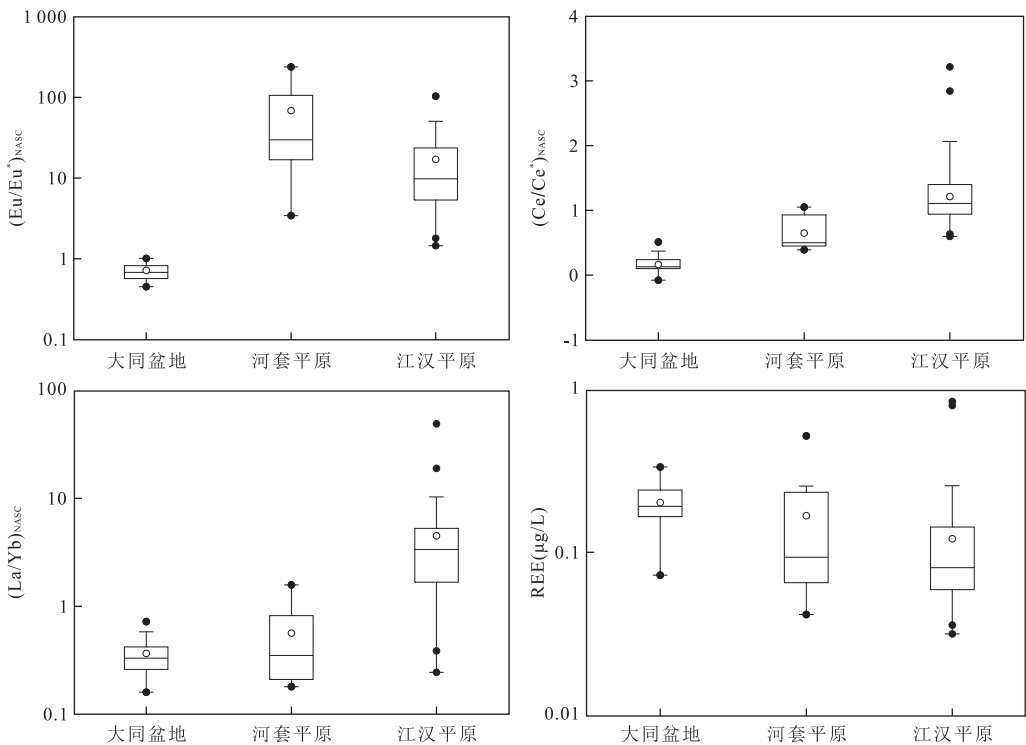 1 000
100
10
1
0.1
(Eu/Eu*)NASC
大同盆地 河套平原 江汉平原
4
3
2
1
0
-1
(Ce/Ce*)NASC
大同盆地 河套平原 江汉平原
100
10
1
0.1
(La/Yb)NASC
大同盆地 河套平原 江汉平原
1
0.1
0.01
REE(μg/L)
大同盆地 河套平原 江汉平原